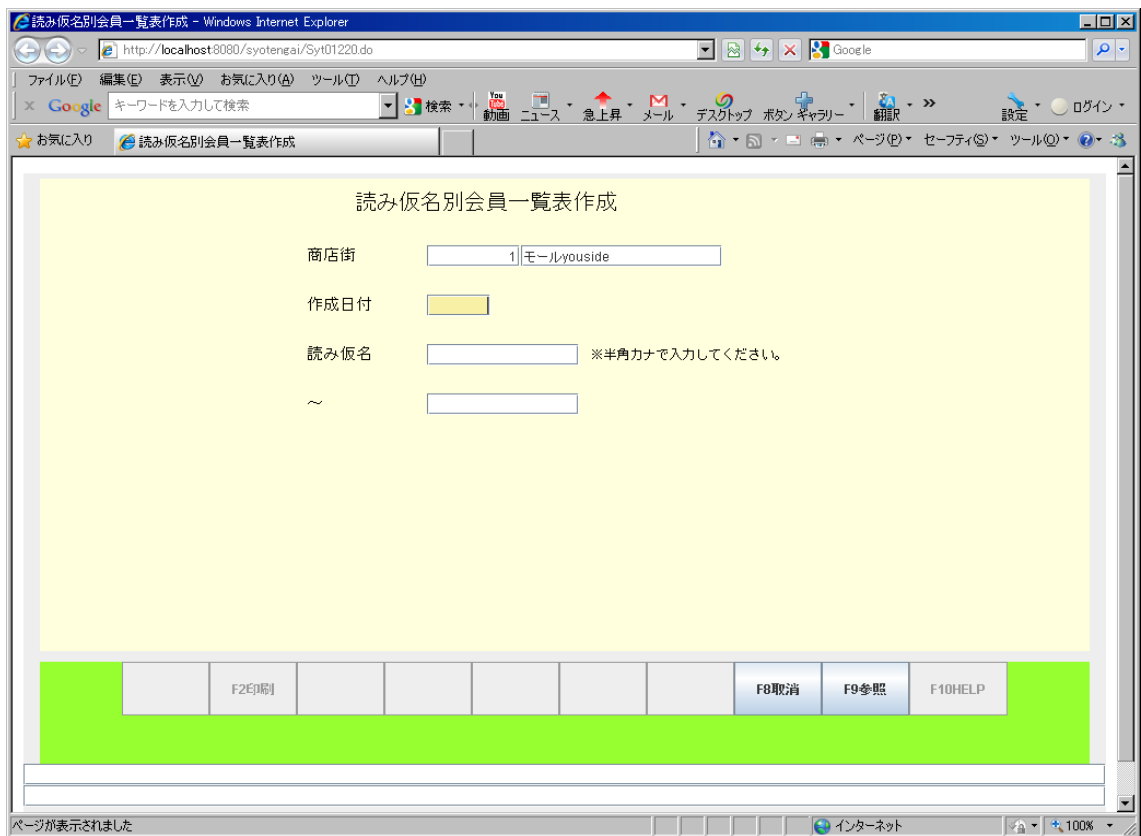 読み仮名別会員一覧表作成 - Windows Internet Explorer
http://localhost:8080/syotengai/Syt01220.do
Google
ファイル(F) 編集(E) 表示(V) お気に入り(A) ツール(T) ヘルプ(H)
× Google キーワードを入力して検索 検索 You Tube 動画 ニュース 急上昇 メール デスクトップ ボタン ギャラリー 翻訳 » 設定 ログイン
お気に入り 読み仮名別会員一覧表作成 ページ(P) セーフティ(S) ツール(O)
読み仮名別会員一覧表作成
商店街 1 モールyouside
作成日付
読み仮名 ※半角カナで入力してください。
～
F2印刷 F8取消 F9参照 F10HELP
ページが表示されました インターネット 100%